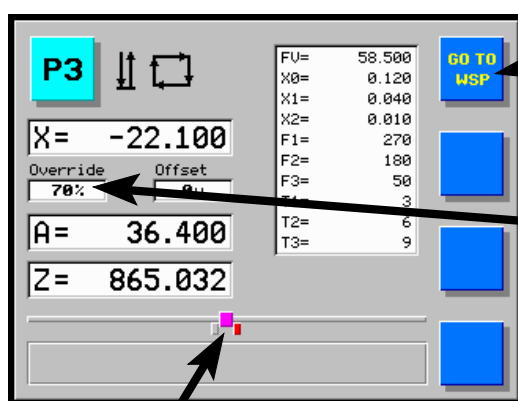 P3
GO TO
WSP
FV= 58.500
X0= 0.120
X1= 0.040
X2= 0.010
F1= 270
F2= 180
F3= 50
3
T2= 6
T3= 9
X= -22.100
Override Offset
70%
A= 36.400
Z= 865.032